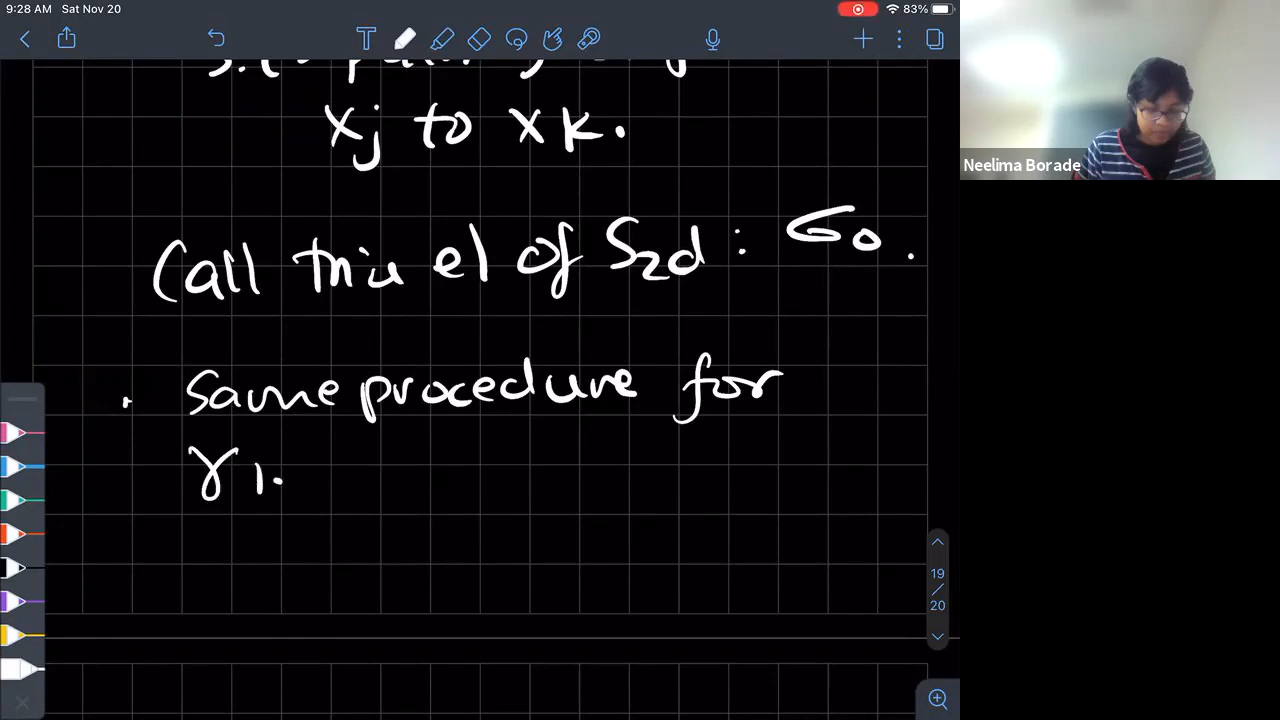 9:28 AM Sat Nov 20
83%
xj to xk.
Neelima Borade
Call this el of S2d : σ0.
. same procedure for
γ1.
19
/
20